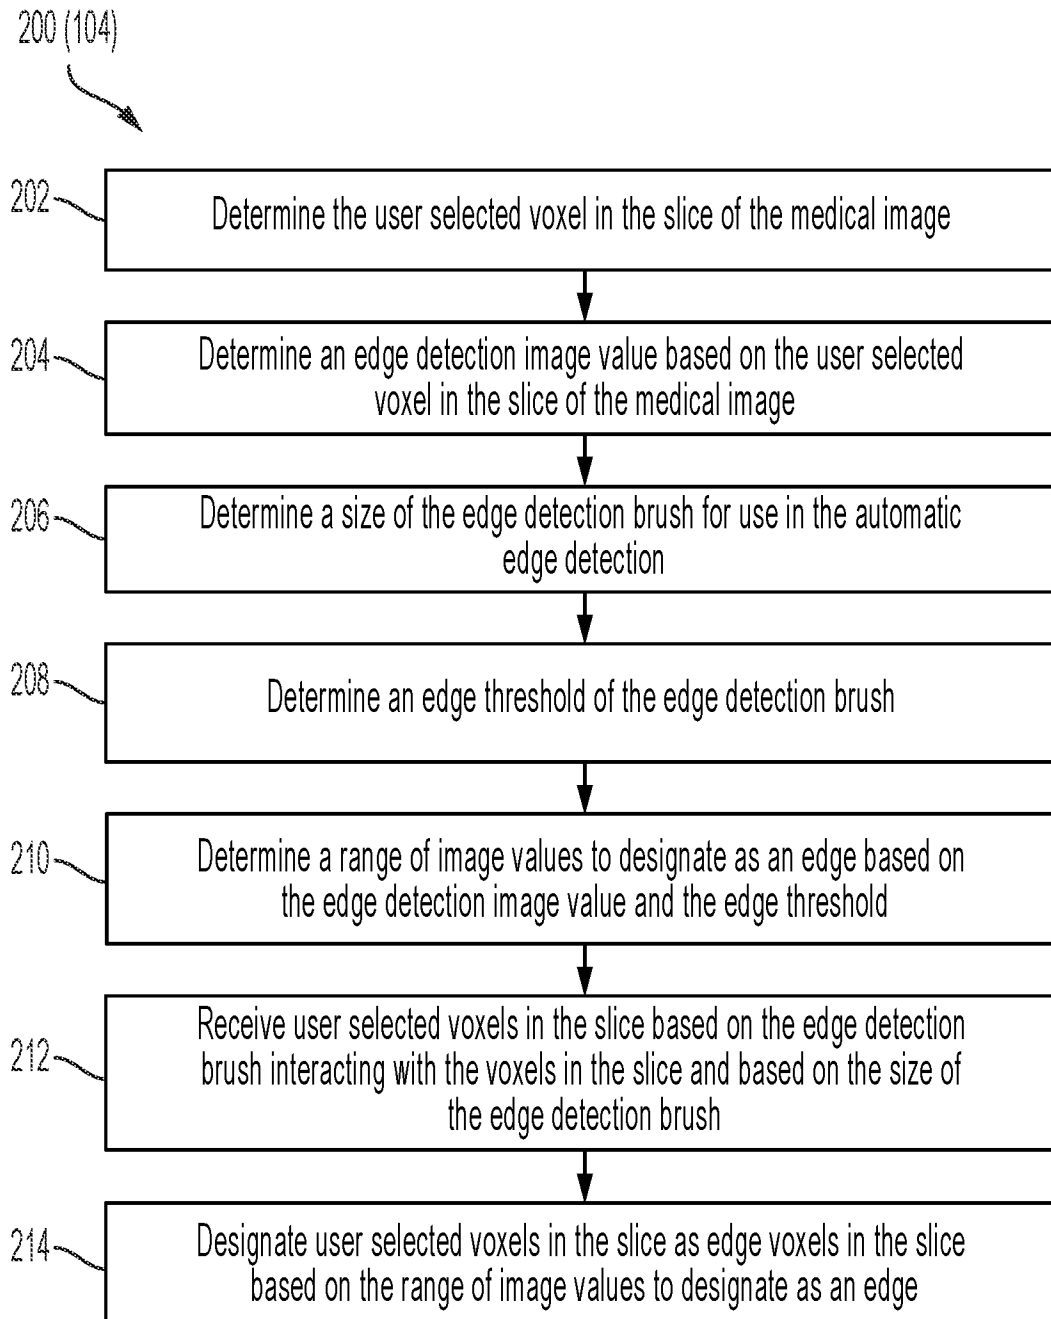 200 (104)
202
Determine the user selected voxel in the slice of the medical image
204
Determine an edge detection image value based on the user selected
voxel in the slice of the medical image
206
Determine a size of the edge detection brush for use in the automatic
edge detection
208
Determine an edge threshold of the edge detection brush
210
Determine a range of image values to designate as an edge based on
the edge detection image value and the edge threshold
212
Receive user selected voxels in the slice based on the edge detection
brush interacting with the voxels in the slice and based on the size of
the edge detection brush
214
Designate user selected voxels in the slice as edge voxels in the slice
based on the range of image values to designate as an edge